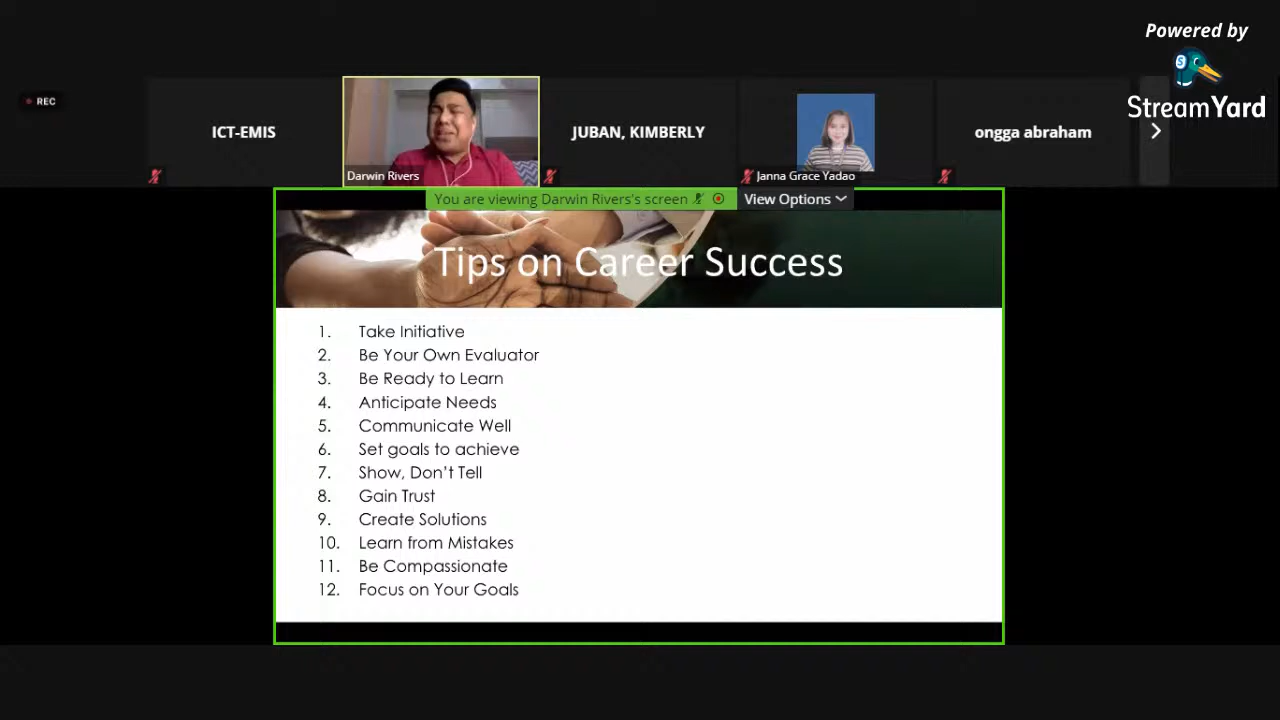 Powered by
StreamYard
REC
ICT-EMIS
Darwin Rivers
JUBAN, KIMBERLY
Janna Grace Yadao
ongga abraham
You are viewing Darwin Rivers's screen
View Options
Tips on Career Success
1. Take Initiative
2. Be Your Own Evaluator
3. Be Ready to Learn
4. Anticipate Needs
5. Communicate Well
6. Set goals to achieve
7. Show, Don't Tell
8. Gain Trust
9. Create Solutions
10. Learn from Mistakes
11. Be Compassionate
12. Focus on Your Goals